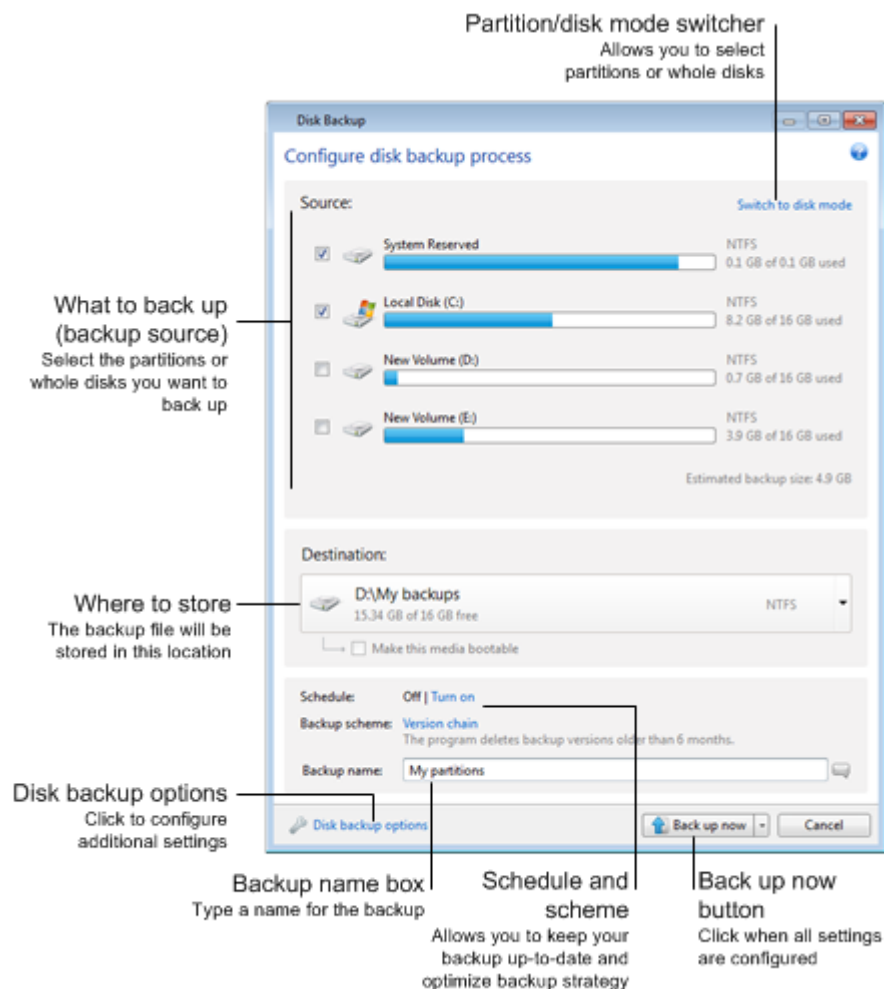 Partition/disk mode switcher
Allows you to select
partitions or whole disks
Disk Backup
Configure disk backup process
Source:
Switch to disk mode
System Reserved
NTFS
0.1 GB of 0.1 GB used
What to back up
(backup source)
Select the partitions or
whole disks you want to
back up
Local Disk (C:)
NTFS
8.2 GB of 16 GB used
New Volume (D:)
NTFS
0.7 GB of 16 GB used
New Volume (E:)
NTFS
3.9 GB of 16 GB used
Estimated backup size: 4.9 GB
Destination:
Where to store
The backup file will be
stored in this location
D:\My backups
15.34 GB of 16 GB free
NTFS
Make this media bootable
Schedule: Off | Turn on
Backup scheme: Version chain
The program deletes backup versions older than 6 months.
Backup name: My partitions
Disk backup options
Click to configure
additional settings
Disk backup options
Back up now
Cancel
Backup name box
Type a name for the backup
Schedule and
scheme
Allows you to keep your
backup up-to-date and
optimize backup strategy
Back up now
button
Click when all settings
are configured